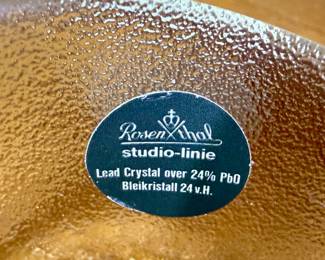 Rosenthal
studio-linie
Lead Crystal over 24% PbO
Bleikristall 24 v.H.